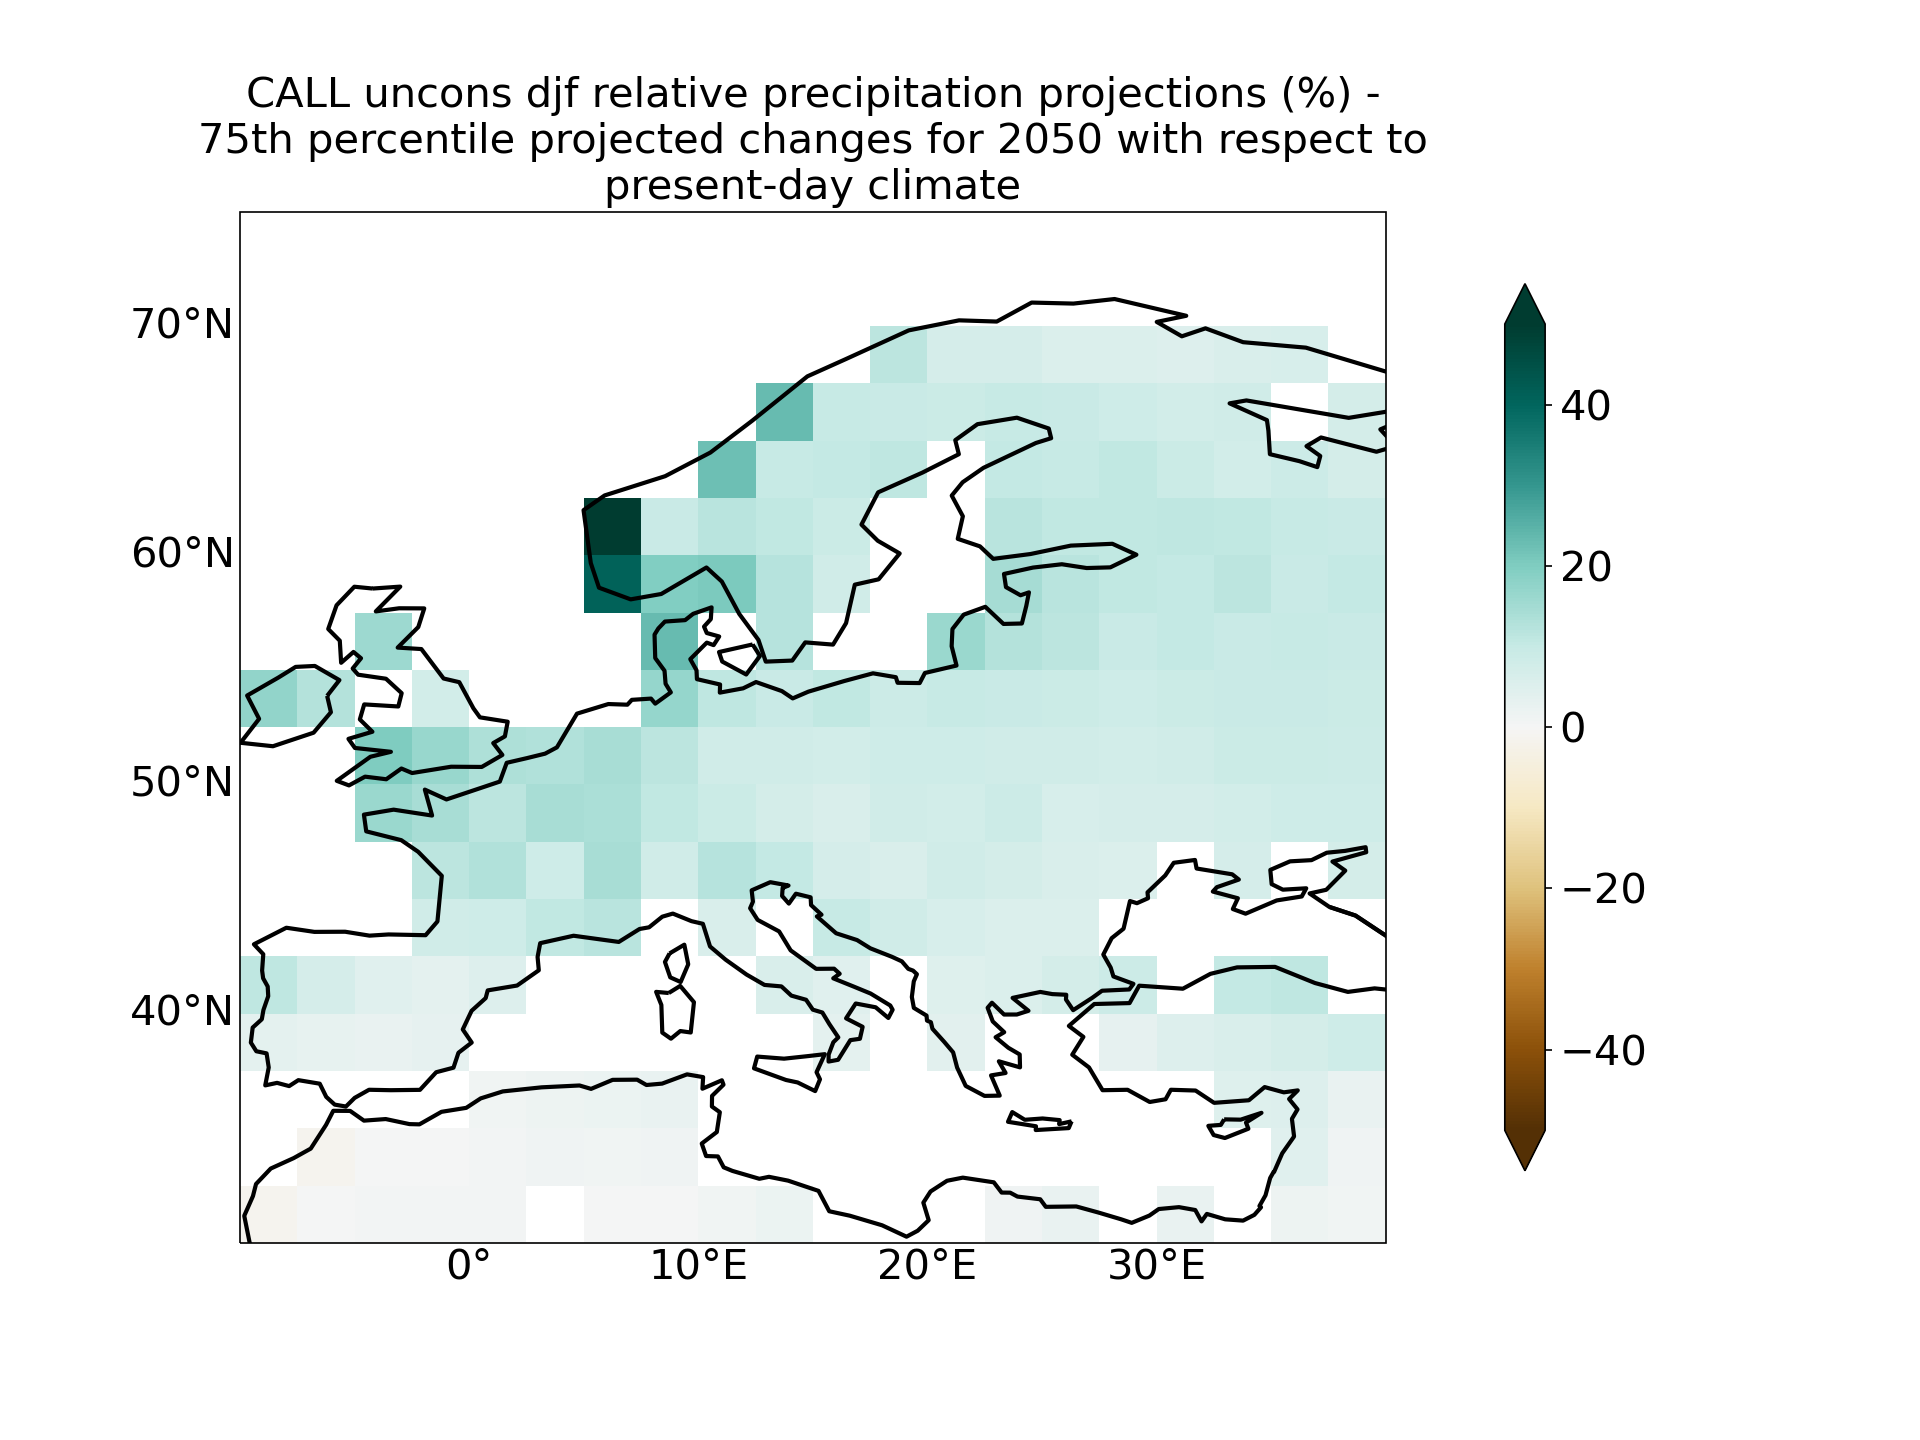 CALL uncons djf relative precipitation projections (%) -
75th percentile projected changes for 2050 with respect to
present-day climate
70°N
60°N
50°N
40°N
0°
10°E
20°E
30°E
40
20
0
−20
−40